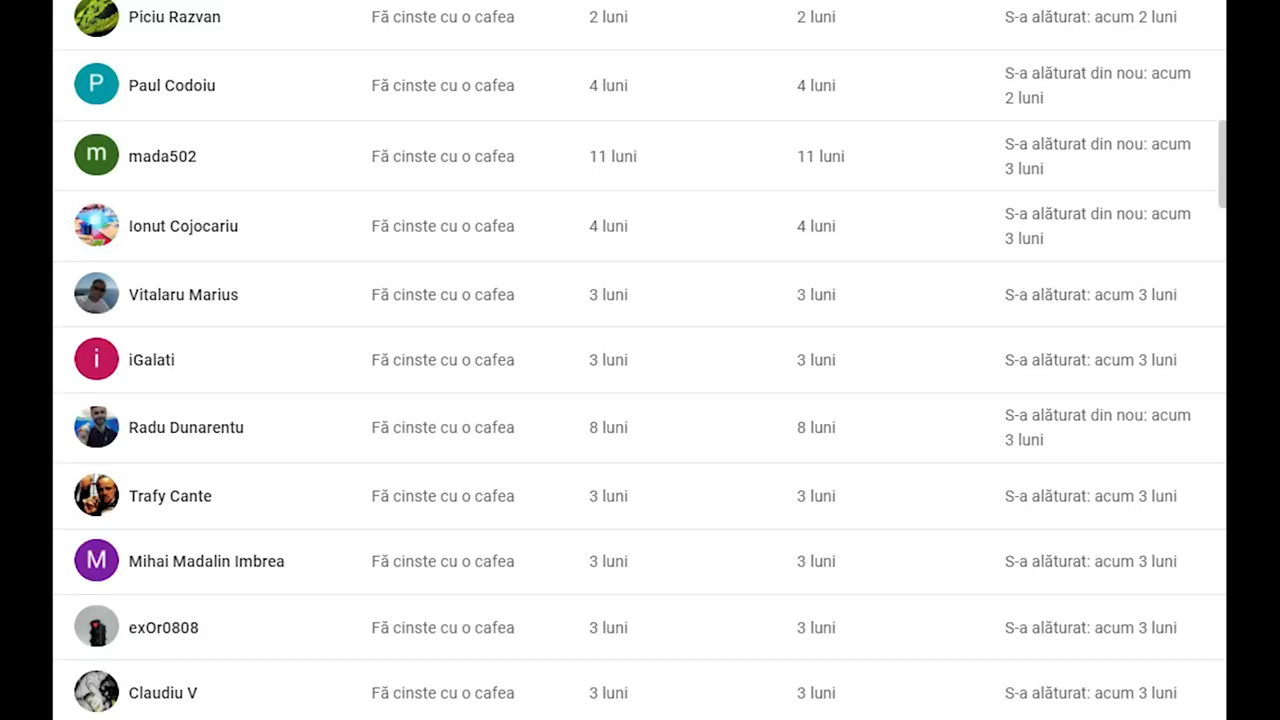 Piciu Razvan Fă cinste cu o cafea 2 luni 2 luni S-a alăturat: acum 2 luni
P Paul Codoiu Fă cinste cu o cafea 4 luni 4 luni S-a alăturat din nou: acum
2 luni
m mada502 Fă cinste cu o cafea 11 luni 11 luni S-a alăturat din nou: acum
3 luni
Ionut Cojocariu Fă cinste cu o cafea 4 luni 4 luni S-a alăturat din nou: acum
3 luni
Vitalaru Marius Fă cinste cu o cafea 3 luni 3 luni S-a alăturat: acum 3 luni
i iGalati Fă cinste cu o cafea 3 luni 3 luni S-a alăturat: acum 3 luni
Radu Dunarentu Fă cinste cu o cafea 8 luni 8 luni S-a alăturat din nou: acum
3 luni
Trafy Cante Fă cinste cu o cafea 3 luni 3 luni S-a alăturat: acum 3 luni
M Mihai Madalin Imbrea Fă cinste cu o cafea 3 luni 3 luni S-a alăturat: acum 3 luni
exOr0808 Fă cinste cu o cafea 3 luni 3 luni S-a alăturat: acum 3 luni
Claudiu V Fă cinste cu o cafea 3 luni 3 luni S-a alăturat: acum 3 luni